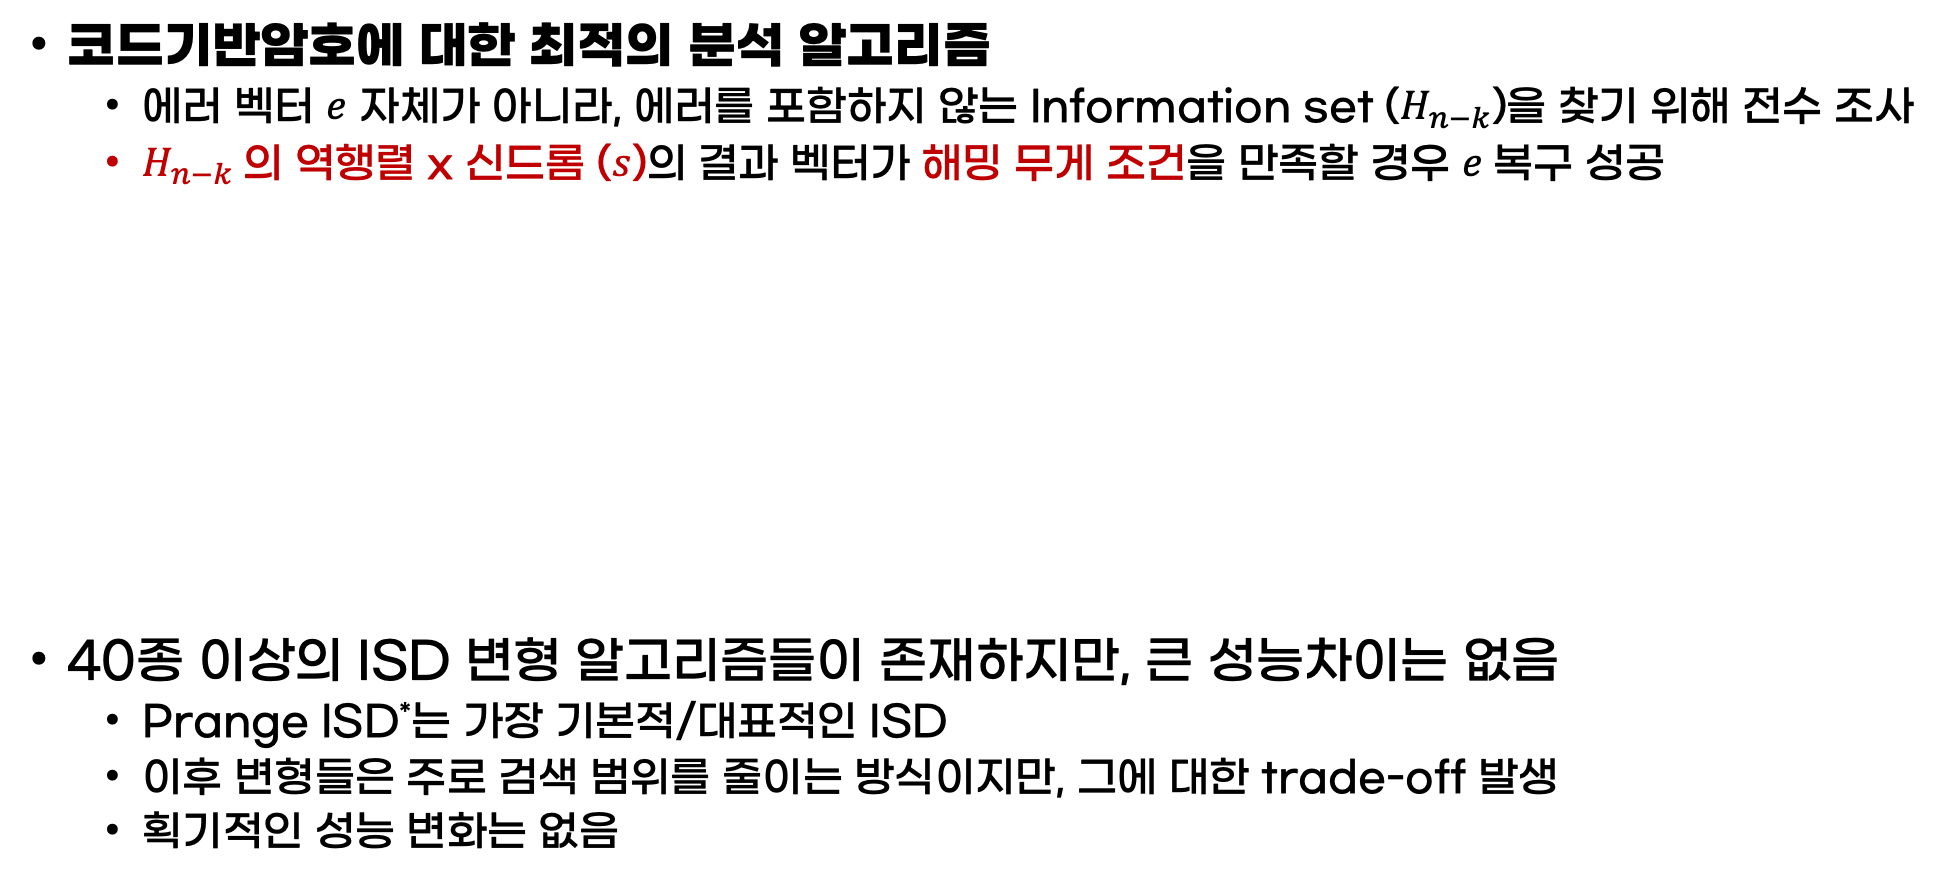 • 코드기반암호에 대한 최적의 분석 알고리즘
• 에러 벡터 e 자체가 아니라, 에러를 포함하지 않는 Information set (Hₙ₋ₖ)을 찾기 위해 전수 조사
• Hₙ₋ₖ 의 역행렬 x 신드롬 (s)의 결과 벡터가 해밍 무게 조건을 만족할 경우 e 복구 성공
• 40종 이상의 ISD 변형 알고리즘들이 존재하지만, 큰 성능차이는 없음
• Prange ISD*는 가장 기본적/대표적인 ISD
• 이후 변형들은 주로 검색 범위를 줄이는 방식이지만, 그에 대한 trade-off 발생
• 획기적인 성능 변화는 없음